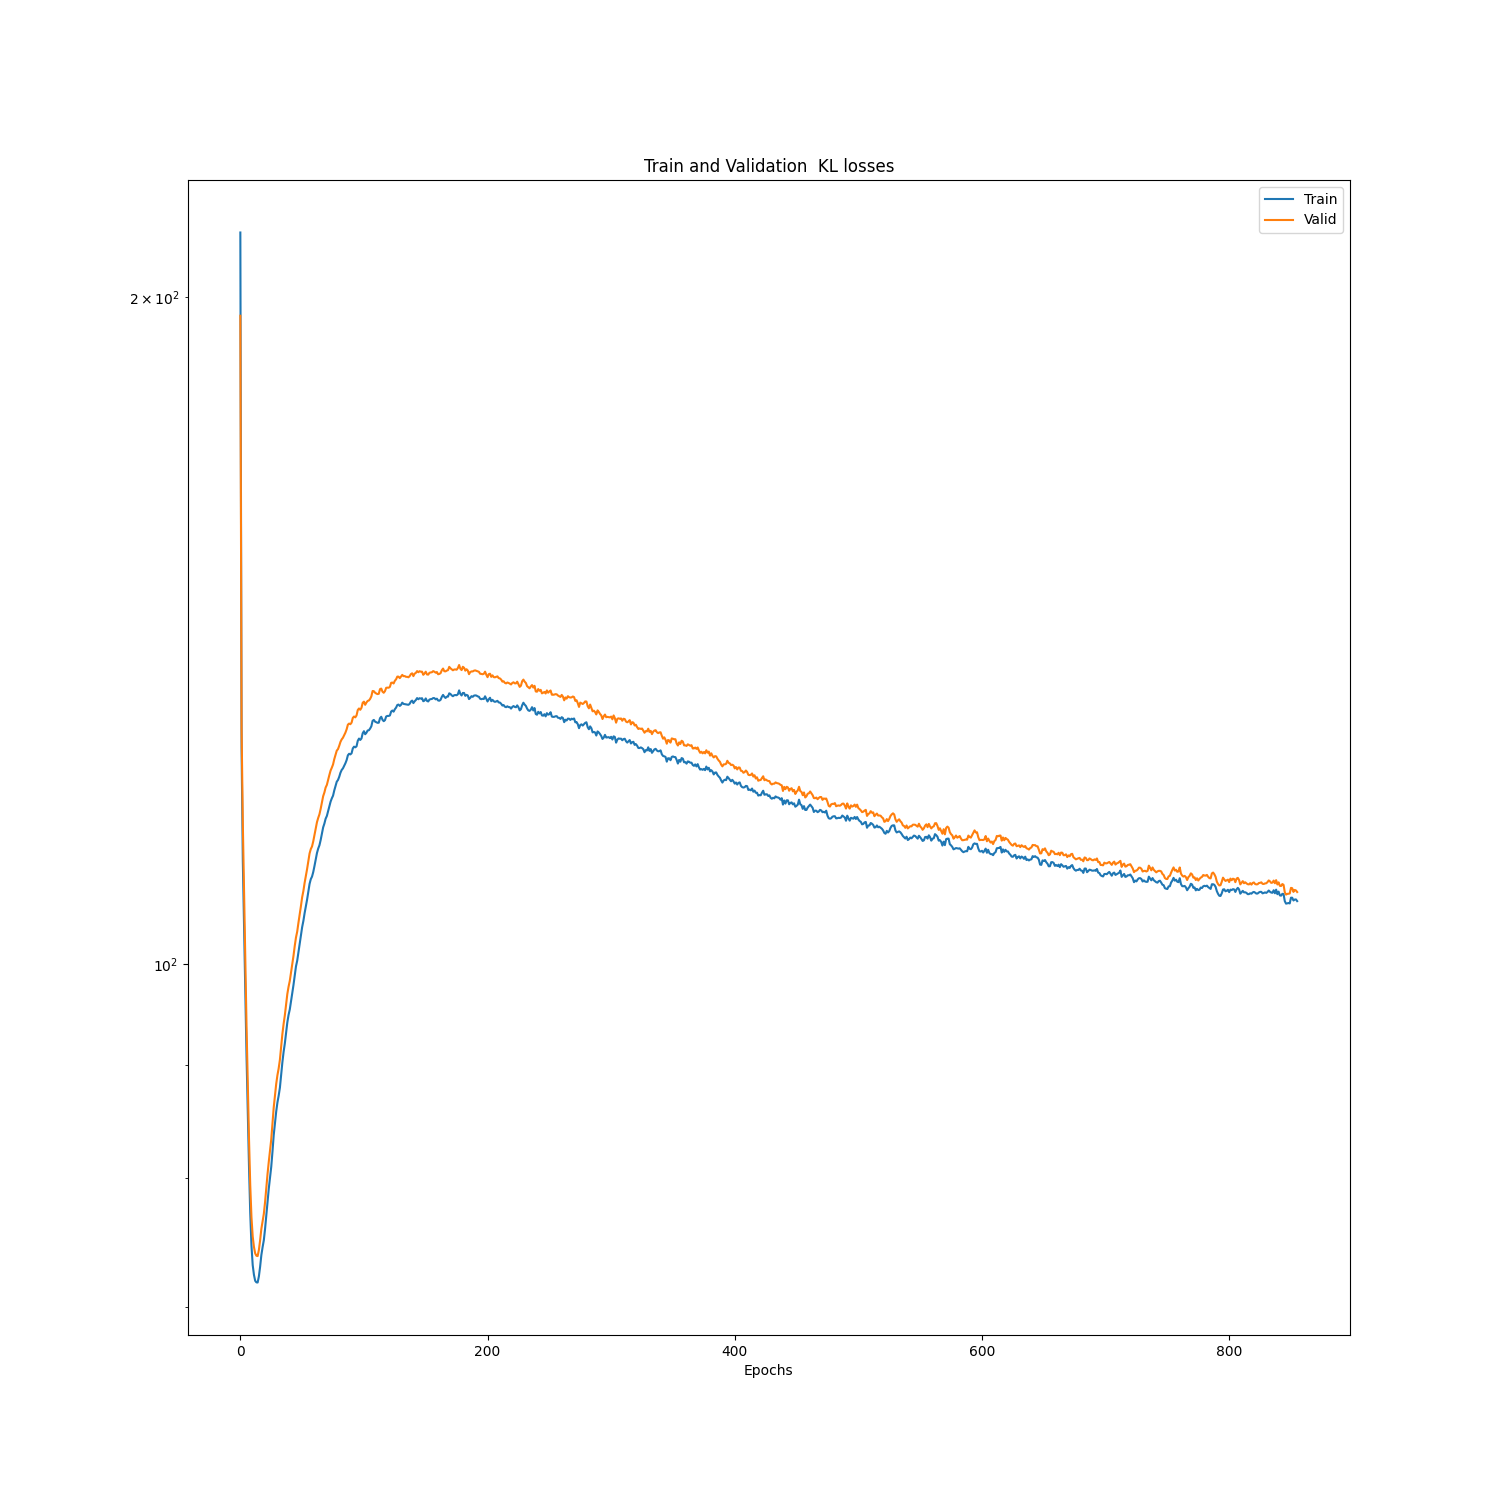 Train and Validation  KL losses
Train
Valid
2 × 10²
10²
0 200 400 600 800
Epochs